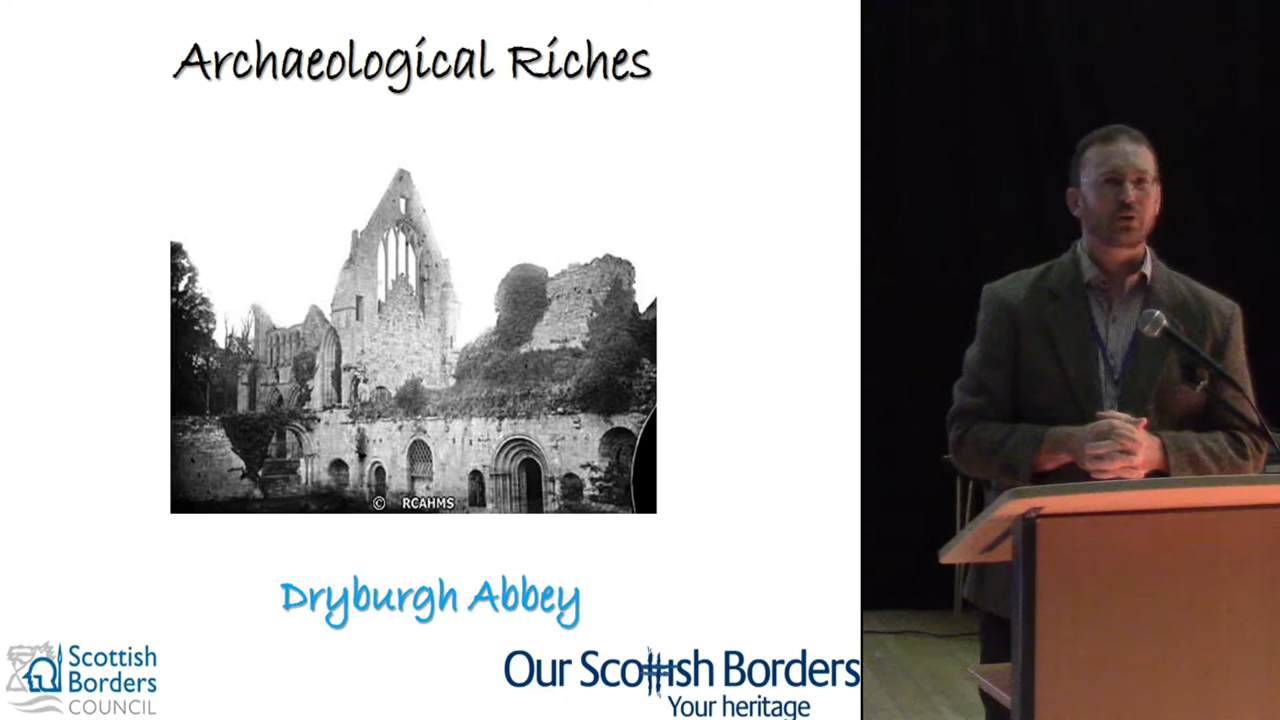 Archaeological Riches
© RCAHMS
Dryburgh Abbey
Scottish
Borders
COUNCIL
Our Scottish Borders
Your heritage